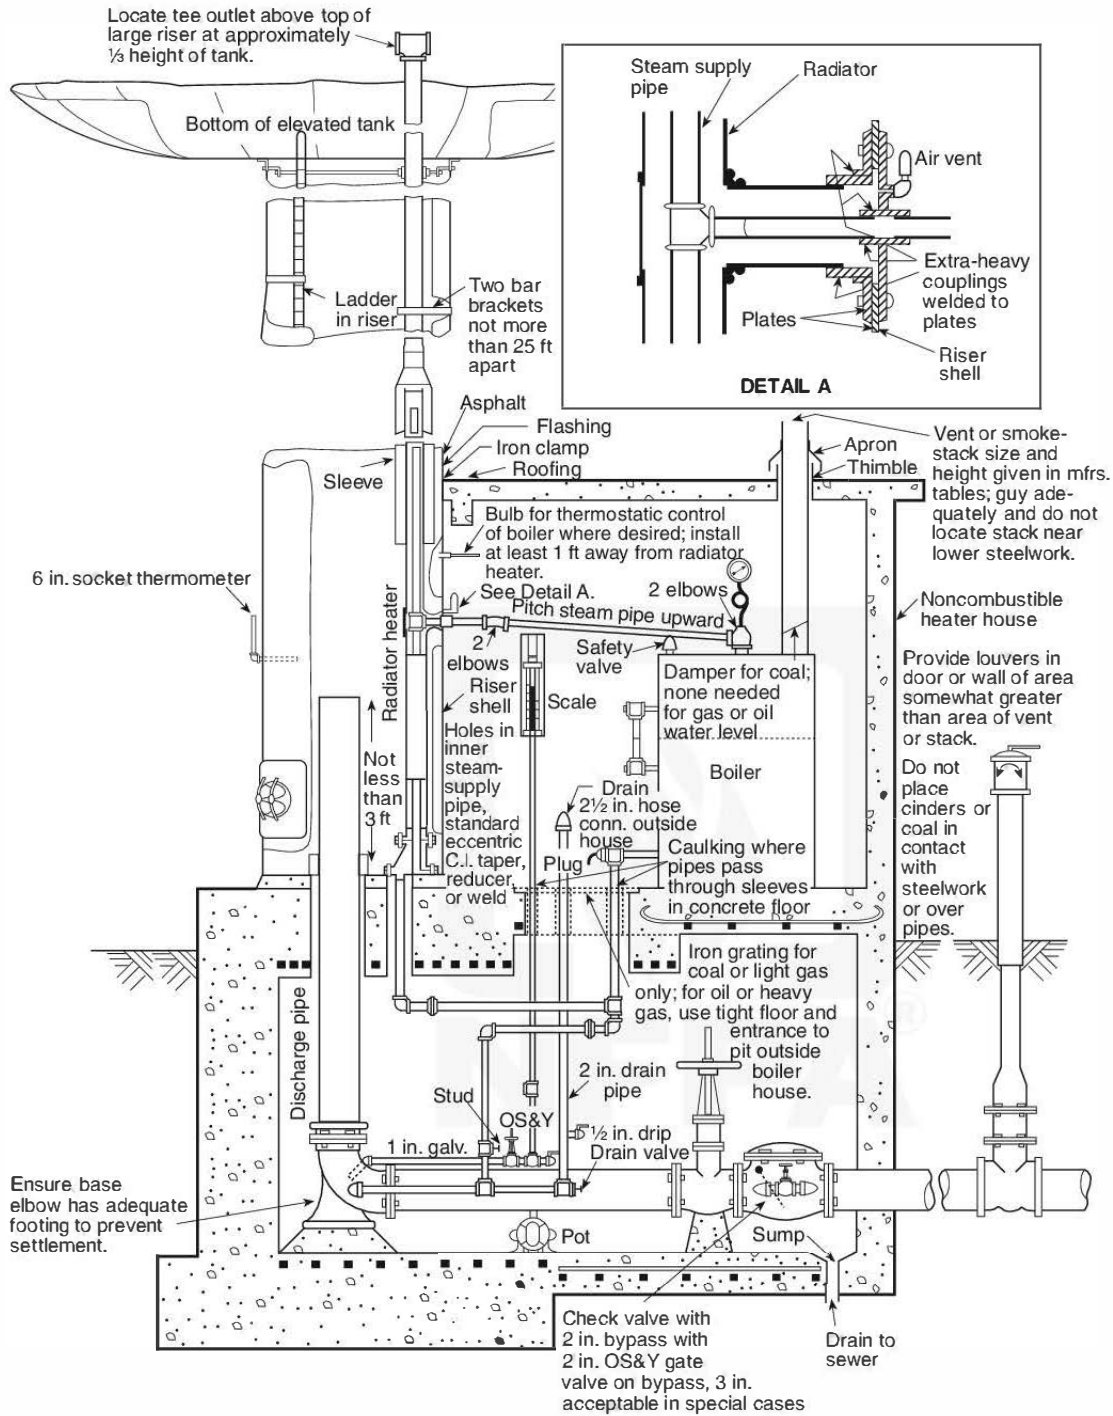 Locate tee outlet above top of
large riser at approximately
⅓ height of tank.
Bottom of elevated tank
Ladder
in riser
Two bar
brackets
not more
than 25 ft
apart
Steam supply
pipe
Radiator
Air vent
Extra-heavy
couplings
welded to
plates
Plates
Riser
shell
DETAIL A
Asphalt
Flashing
Iron clamp
Roofing
Sleeve
Apron
Thimble
Vent or smoke-
stack size and
height given in mfrs.
tables; guy ade-
quately and do not
locate stack near
lower steelwork.
Bulb for thermostatic control
of boiler where desired; install
at least 1 ft away from radiator
heater.
6 in. socket thermometer
See Detail A.
2 elbows
Pitch steam pipe upward
Noncombustible
heater house
Radiator heater
2
elbows
Safety
valve
Riser
shell
Scale
Damper for coal;
none needed
for gas or oil
water level
Provide louvers in
door or wall of area
somewhat greater
than area of vent
or stack.
Not
less
than
3 ft
Holes in
inner
steam-
supply
pipe,
standard
eccentric
C.I. taper,
reducer
or weld
Boiler
Do not
place
cinders or
coal in
contact
with
steelwork
or over
pipes.
Drain
2½ in. hose
conn. outside
house
Plug
Caulking where
pipes pass
through sleeves
in concrete floor
Iron grating for
coal or light gas
only; for oil or heavy
gas, use tight floor and
entrance to
pit outside
boiler
house.
NFPA®
Discharge pipe
2 in. drain
pipe
Stud
OS&Y
1 in. galv.
½ in. drip
Drain valve
Ensure base
elbow has adequate
footing to prevent
settlement.
Pot
Sump
Check valve with
2 in. bypass with
2 in. OS&Y gate
valve on bypass, 3 in.
acceptable in special cases
Drain to
sewer